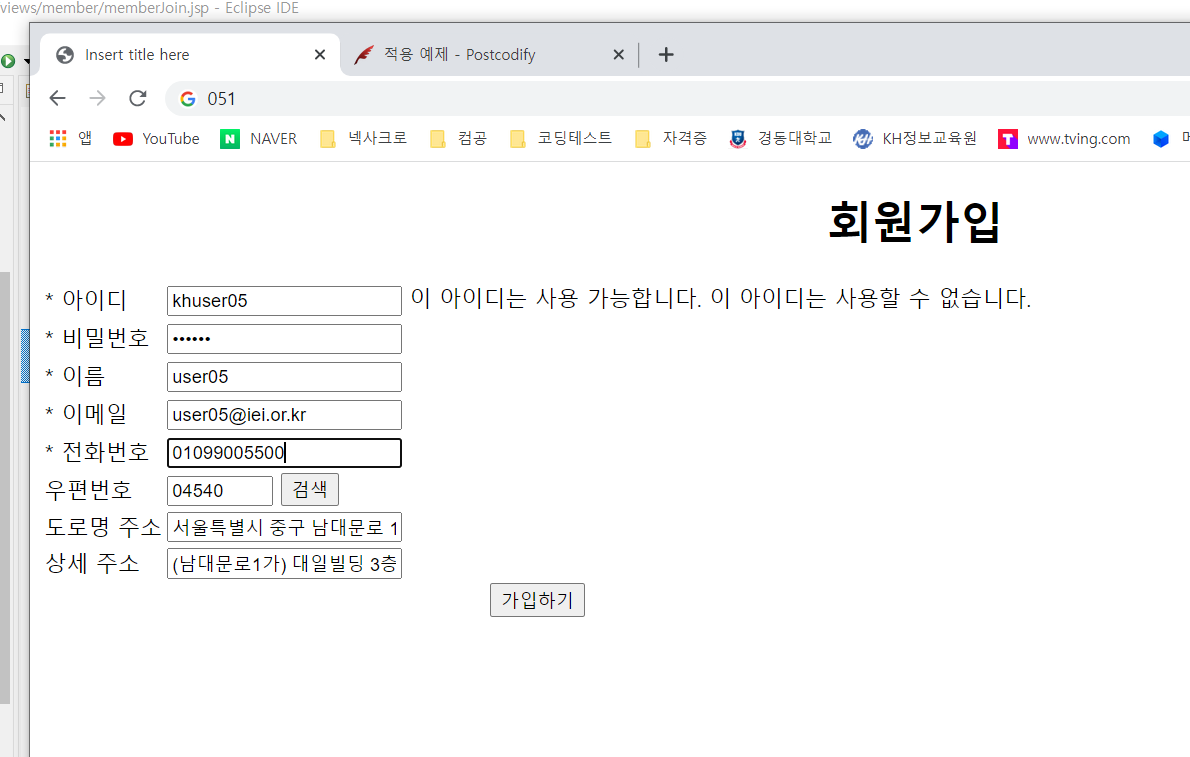 views/member/memberJoin.jsp - Eclipse IDE
Insert title here
적용 예제 - Postcodify
051
앱 YouTube NAVER 넥사크로 컴공 코딩테스트 자격증 경동대학교 KH정보교육원 www.tving.com
회원가입
* 아이디 khuser05 이 아이디는 사용 가능합니다. 이 아이디는 사용할 수 없습니다.
* 비밀번호 ••••••
* 이름 user05
* 이메일 user05@iei.or.kr
* 전화번호 01099005500
우편번호 04540 검색
도로명 주소 서울특별시 중구 남대문로 1
상세 주소 (남대문로1가) 대일빌딩 3층
가입하기